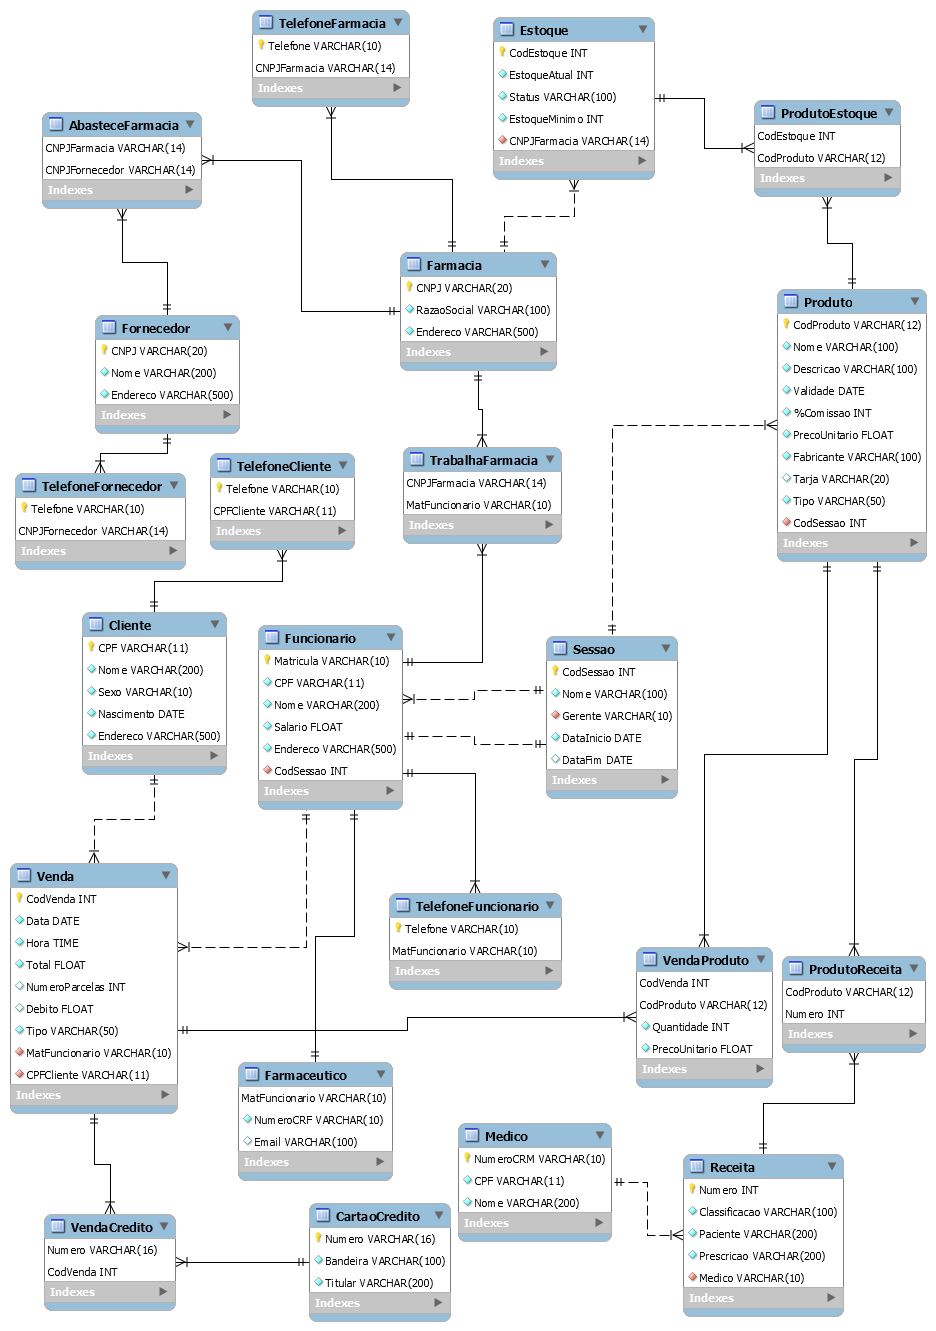 TelefoneFarmacia
Telefone VARCHAR(10)
CNPJFarmacia VARCHAR(14)
Indexes
Estoque
CodEstoque INT
EstoqueAtual INT
Status VARCHAR(100)
EstoqueMinimo INT
CNPJFarmacia VARCHAR(14)
Indexes
ProdutoEstoque
CodEstoque INT
CodProduto VARCHAR(12)
Indexes
AbasteceFarmacia
CNPJFarmacia VARCHAR(14)
CNPJFornecedor VARCHAR(14)
Indexes
Farmacia
CNPJ VARCHAR(20)
RazaoSocial VARCHAR(100)
Endereco VARCHAR(500)
Indexes
Produto
CodProduto VARCHAR(12)
Nome VARCHAR(100)
Descricao VARCHAR(100)
Validade DATE
%Comissao INT
PrecoUnitario FLOAT
Fabricante VARCHAR(100)
Tarja VARCHAR(20)
Tipo VARCHAR(50)
CodSessao INT
Indexes
Fornecedor
CNPJ VARCHAR(20)
Nome VARCHAR(200)
Endereco VARCHAR(500)
Indexes
TelefoneFornecedor
Telefone VARCHAR(10)
CNPJFornecedor VARCHAR(14)
Indexes
TelefoneCliente
Telefone VARCHAR(10)
CPFCliente VARCHAR(11)
Indexes
TrabalhaFarmacia
CNPJFarmacia VARCHAR(14)
MatFuncionario VARCHAR(10)
Indexes
Cliente
CPF VARCHAR(11)
Nome VARCHAR(200)
Sexo VARCHAR(10)
Nascimento DATE
Endereco VARCHAR(500)
Indexes
Funcionario
Matricula VARCHAR(10)
CPF VARCHAR(11)
Nome VARCHAR(200)
Salario FLOAT
Endereco VARCHAR(500)
CodSessao INT
Indexes
Sessao
CodSessao INT
Nome VARCHAR(100)
Gerente VARCHAR(10)
DataInicio DATE
DataFim DATE
Indexes
Venda
CodVenda INT
Data DATE
Hora TIME
Total FLOAT
NumeroParcelas INT
Debito FLOAT
Tipo VARCHAR(50)
MatFuncionario VARCHAR(10)
CPFCliente VARCHAR(11)
Indexes
TelefoneFuncionario
Telefone VARCHAR(10)
MatFuncionario VARCHAR(10)
Indexes
VendaProduto
CodVenda INT
CodProduto VARCHAR(12)
Quantidade INT
PrecoUnitario FLOAT
Indexes
ProdutoReceita
CodProduto VARCHAR(12)
Numero INT
Indexes
Farmaceutico
MatFuncionario VARCHAR(10)
NumeroCRF VARCHAR(10)
Email VARCHAR(100)
Indexes
Medico
NumeroCRM VARCHAR(10)
CPF VARCHAR(11)
Nome VARCHAR(200)
Indexes
Receita
Numero INT
Classificacao VARCHAR(100)
Paciente VARCHAR(200)
Prescricao VARCHAR(200)
Medico VARCHAR(10)
Indexes
VendaCredito
Numero VARCHAR(16)
CodVenda INT
Indexes
CartaoCredito
Numero VARCHAR(16)
Bandeira VARCHAR(100)
Titular VARCHAR(200)
Indexes